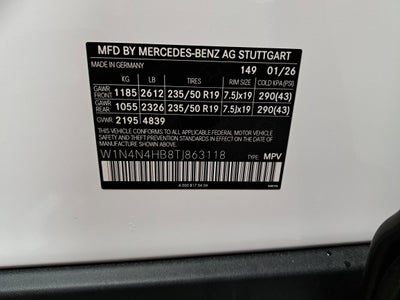 MFD BY MERCEDES-BENZ AG STUTTGART
MADE IN GERMANY 149 01/26
KG LB TIRES RIM SIZE COLD KPA(PSI)
GAWR FRONT 1185 2612 235/50 R19 7.5Jx19 290(43)
GAWR REAR 1055 2326 235/50 R19 7.5Jx19 290(43)
GVWR 2195 4839
THIS VEHICLE CONFORMS TO ALL APPLICABLE FEDERAL MOTOR
VEHICLE SAFETY STANDARDS IN EFFECT ON THE DATE
OF MANUFACTURE SHOWN ABOVE.
W1N4N4HB8TJ863118 TYPE: MPV